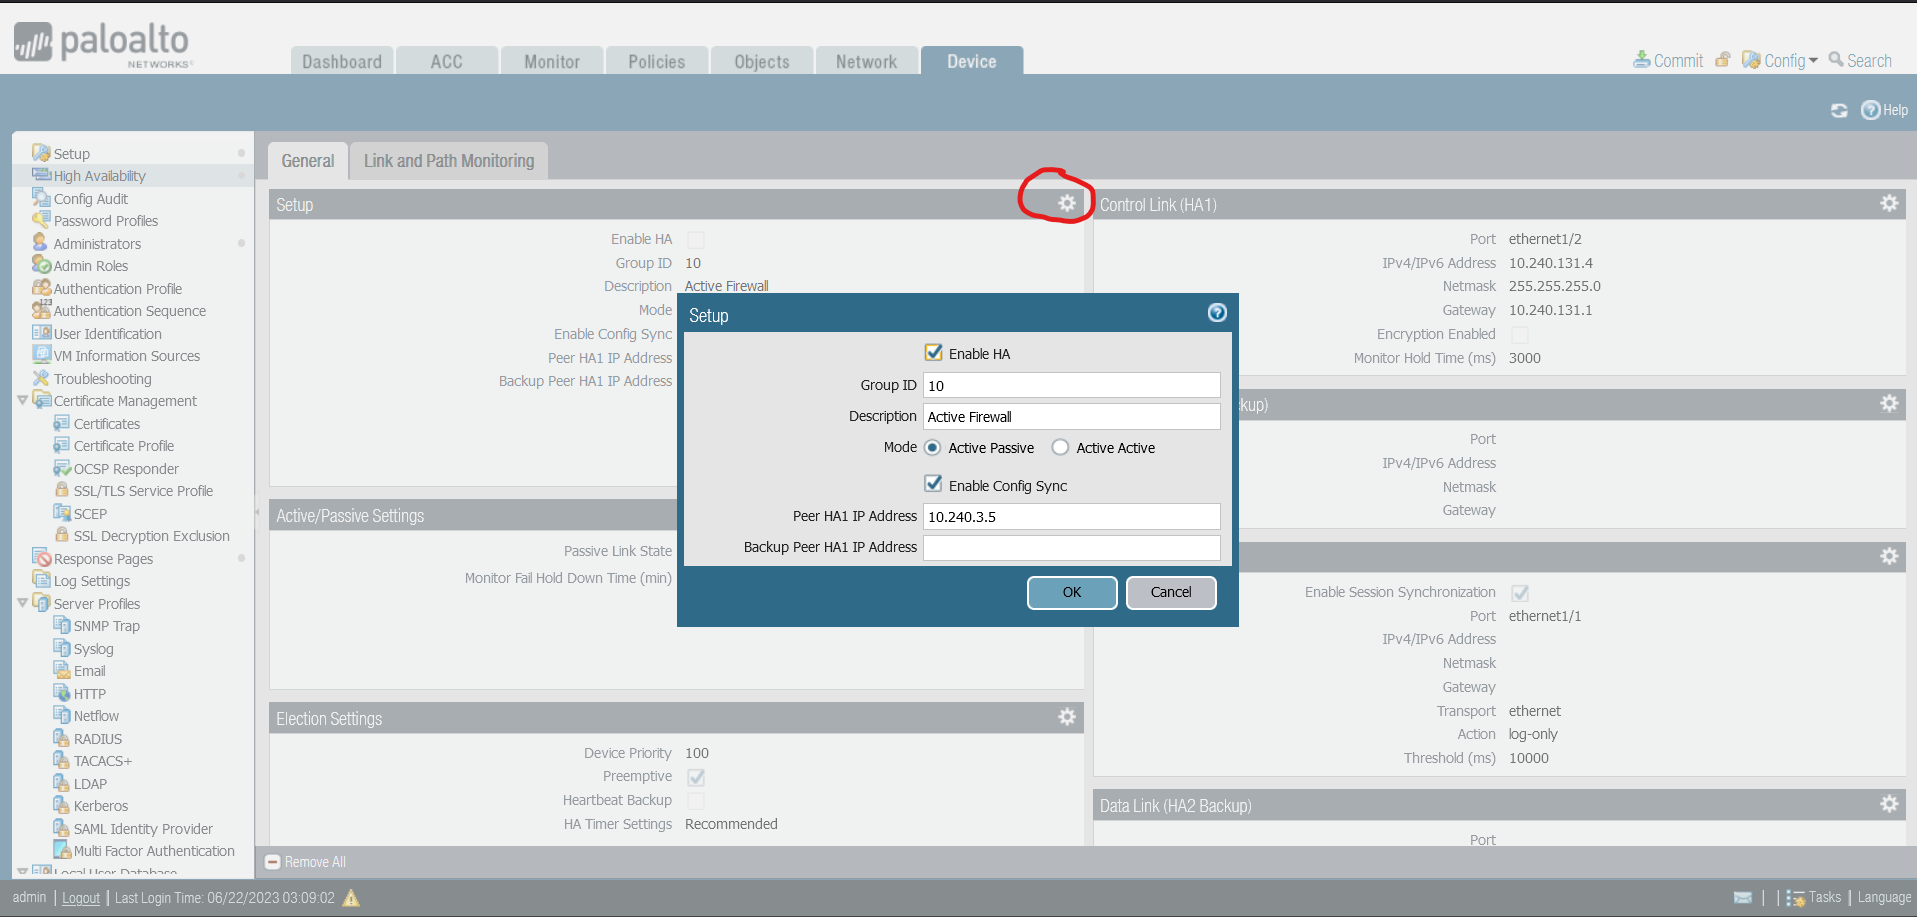 paloalto
NETWORKS
Dashboard
ACC
Monitor
Policies
Objects
Network
Device
Commit
Config
Search
Help
Setup
High Availability
Config Audit
Password Profiles
Administrators
Admin Roles
Authentication Profile
Authentication Sequence
User Identification
VM Information Sources
Troubleshooting
Certificate Management
Certificates
Certificate Profile
OCSP Responder
SSL/TLS Service Profile
SCEP
SSL Decryption Exclusion
Response Pages
Log Settings
Server Profiles
SNMP Trap
Syslog
Email
HTTP
Netflow
RADIUS
TACACS+
LDAP
Kerberos
SAML Identity Provider
Multi Factor Authentication
Local User Database
General
Link and Path Monitoring
Setup
Enable HA
Group ID 10
Description Active Firewall
Mode
Enable Config Sync
Peer HA1 IP Address
Backup Peer HA1 IP Address
Active/Passive Settings
Passive Link State
Monitor Fail Hold Down Time (min)
Election Settings
Device Priority 100
Preemptive
Heartbeat Backup
HA Timer Settings Recommended
Remove All
Setup
Enable HA
Group ID 10
Description Active Firewall
Mode Active Passive Active Active
Enable Config Sync
Peer HA1 IP Address 10.240.3.5
Backup Peer HA1 IP Address
OK
Cancel
Control Link (HA1)
Port ethernet1/2
IPv4/IPv6 Address 10.240.131.4
Netmask 255.255.255.0
Gateway 10.240.131.1
Encryption Enabled
Monitor Hold Time (ms) 3000
kup)
Port
IPv4/IPv6 Address
Netmask
Gateway
Enable Session Synchronization
Port ethernet1/1
IPv4/IPv6 Address
Netmask
Gateway
Transport ethernet
Action log-only
Threshold (ms) 10000
Data Link (HA2 Backup)
Port
admin | Logout | Last Login Time: 06/22/2023 03:09:02
Tasks | Language